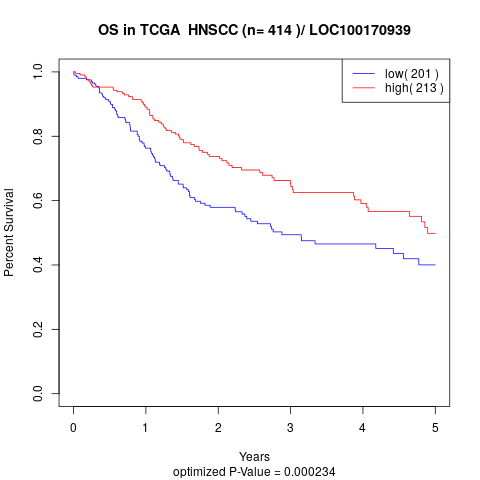 OS in TCGA  HNSCC (n= 414 )/ LOC100170939
low( 201 )
high( 213 )
Percent Survival
1.0
0.8
0.6
0.4
0.2
0.0
0 1 2 3 4 5
Years
optimized P-Value = 0.000234